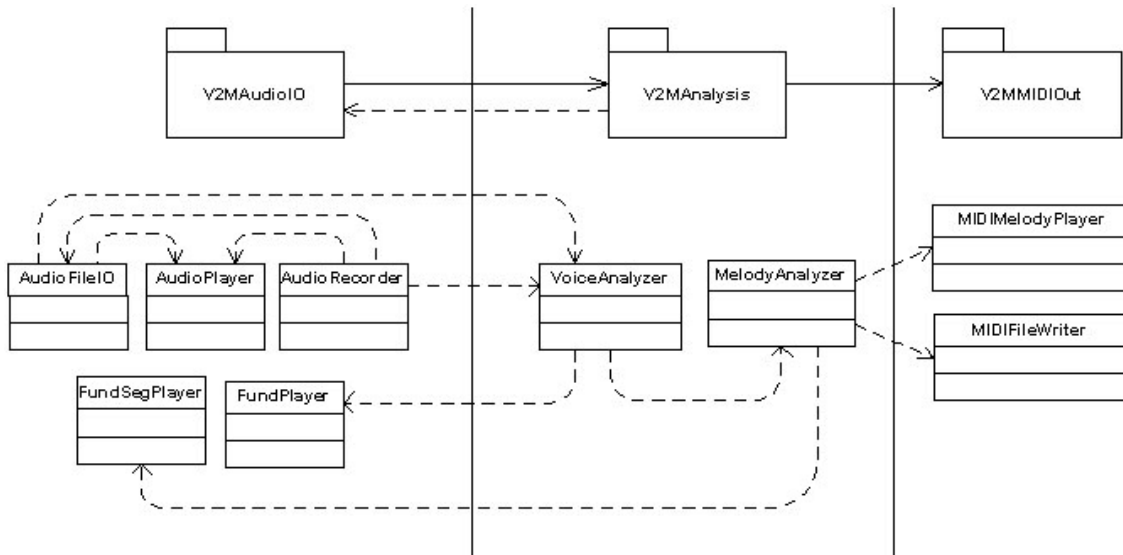 V2MAudioIO
V2MAnalysis
V2MMIDIOut
MIDIMelodyPlayer
AudioFileIO
AudioPlayer
AudioRecorder
VoiceAnalyzer
MelodyAnalyzer
MIDIFileWriter
FundSegPlayer
FundPlayer